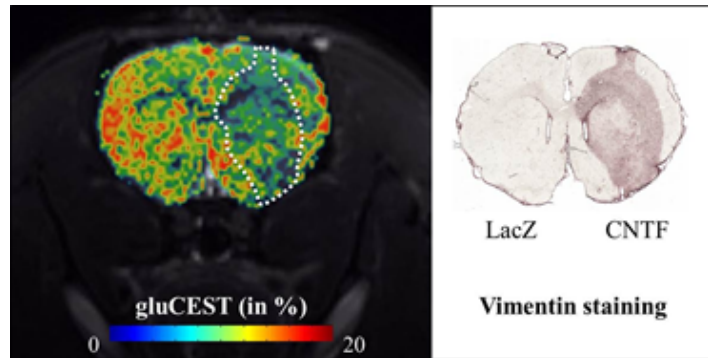 LacZ
CNTF
gluCEST (in %)
0
20
Vimentin staining